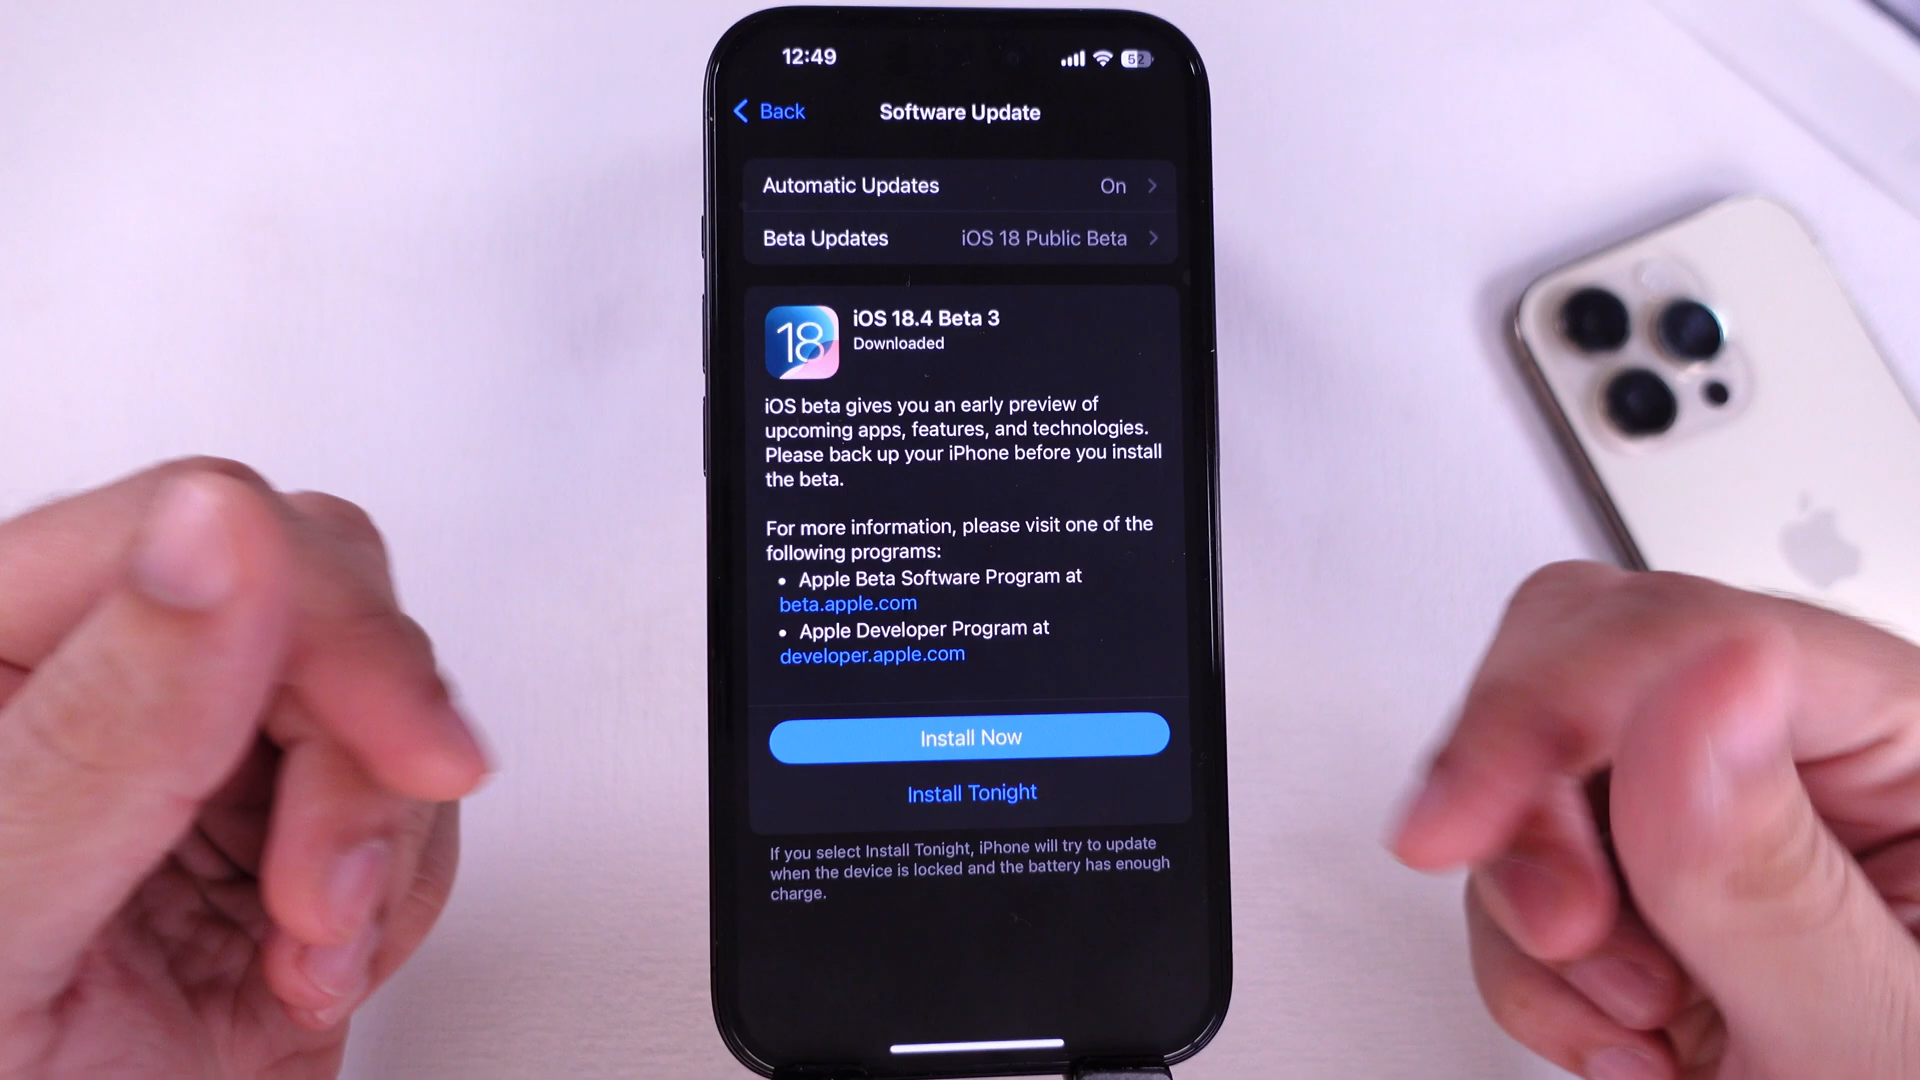 12:49
52
Back
Software Update
Automatic Updates On
Beta Updates iOS 18 Public Beta
18
iOS 18.4 Beta 3
Downloaded
iOS beta gives you an early preview of
upcoming apps, features, and technologies.
Please back up your iPhone before you install
the beta.
For more information, please visit one of the
following programs:
• Apple Beta Software Program at
beta.apple.com
• Apple Developer Program at
developer.apple.com
Install Now
Install Tonight
If you select Install Tonight, iPhone will try to update
when the device is locked and the battery has enough
charge.